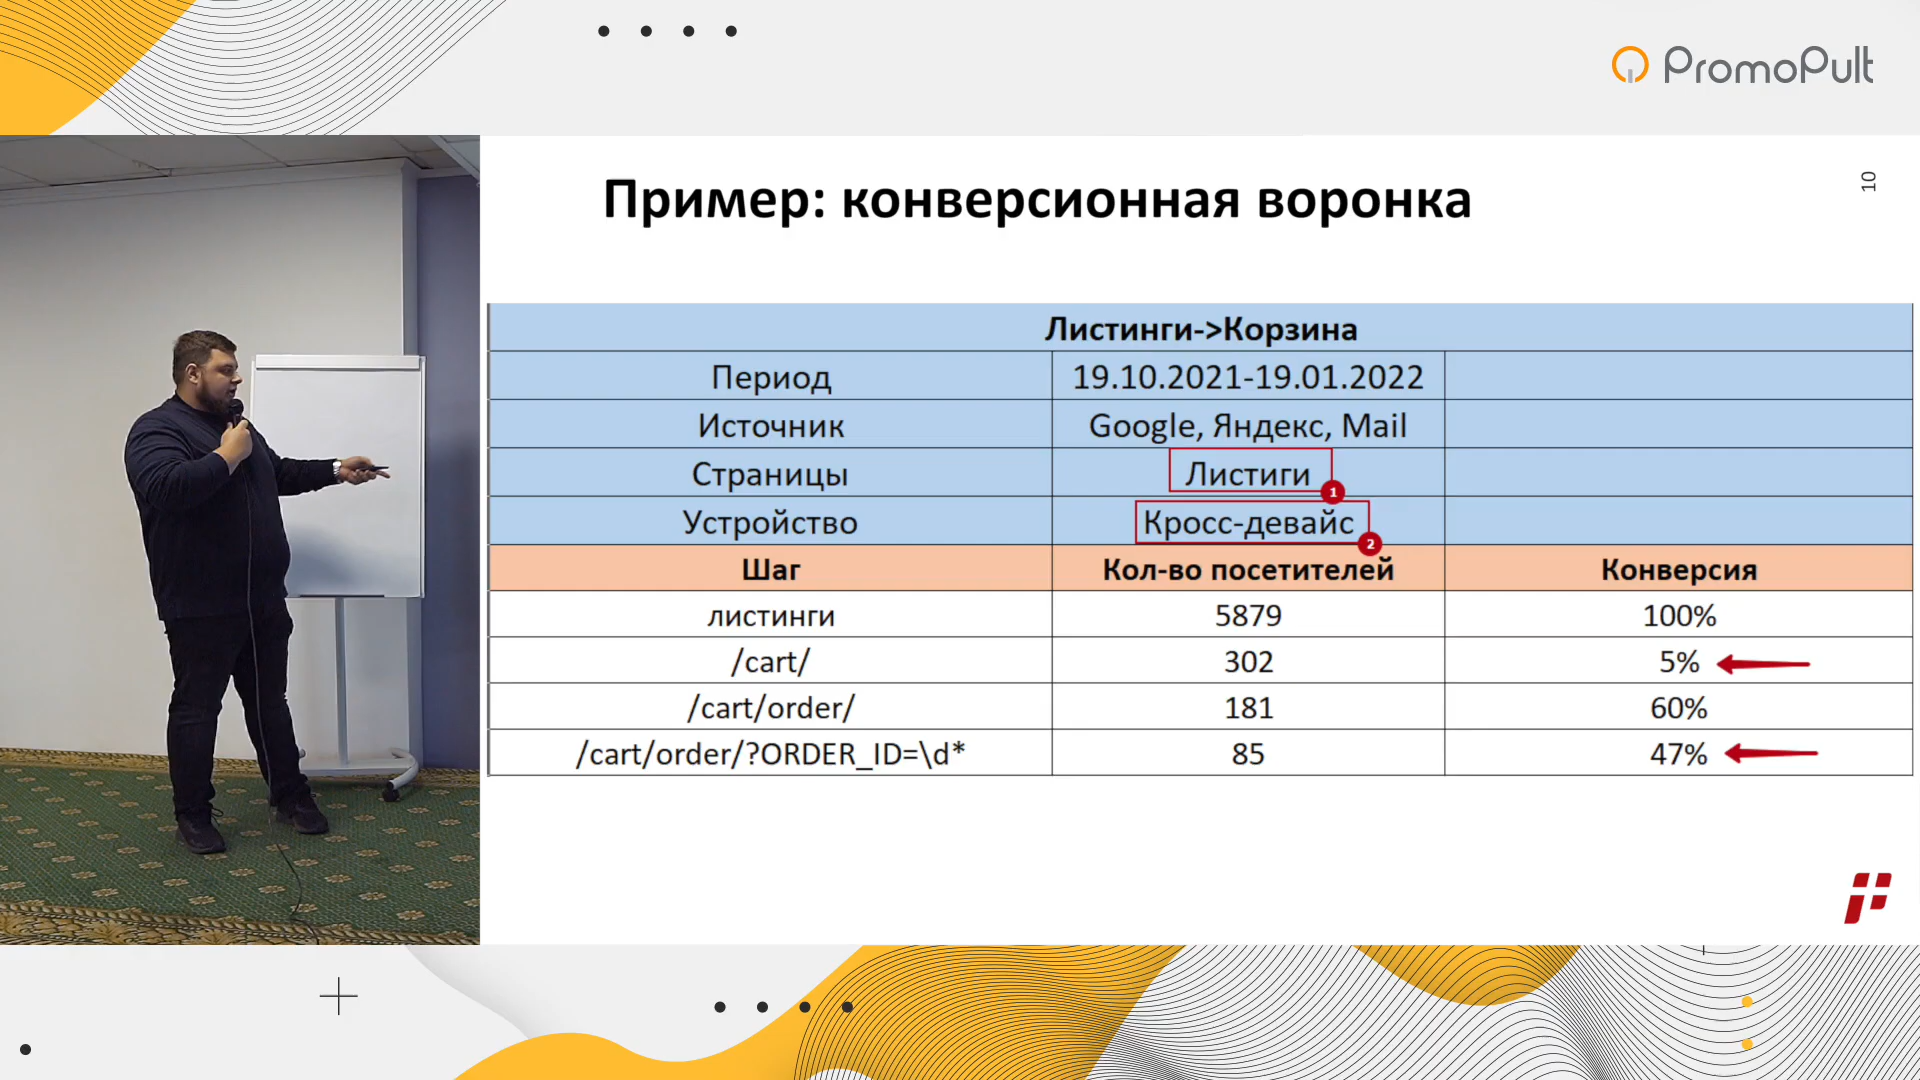 PromoPult
Пример: конверсионная воронка
10
Листинги->Корзина
Период 19.10.2021-19.01.2022
Источник Google, Яндекс, Mail
Страницы Листиги
1
Устройство Кросс-девайс
2
Шаг Кол-во посетителей Конверсия
листинги 5879 100%
/cart/ 302 5%
/cart/order/ 181 60%
/cart/order/?ORDER_ID=\d* 85 47%